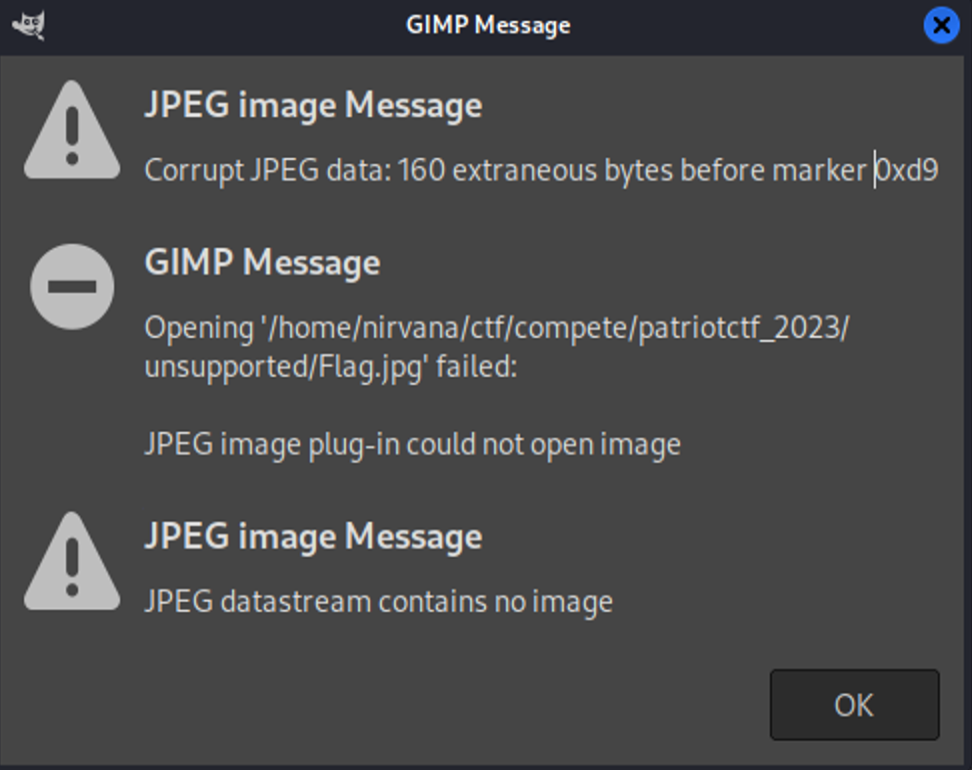 GIMP Message
JPEG image Message
Corrupt JPEG data: 160 extraneous bytes before marker 0xd9
GIMP Message
Opening '/home/nirvana/ctf/compete/patriotctf_2023/
unsupported/Flag.jpg' failed:
JPEG image plug-in could not open image
JPEG image Message
JPEG datastream contains no image
OK